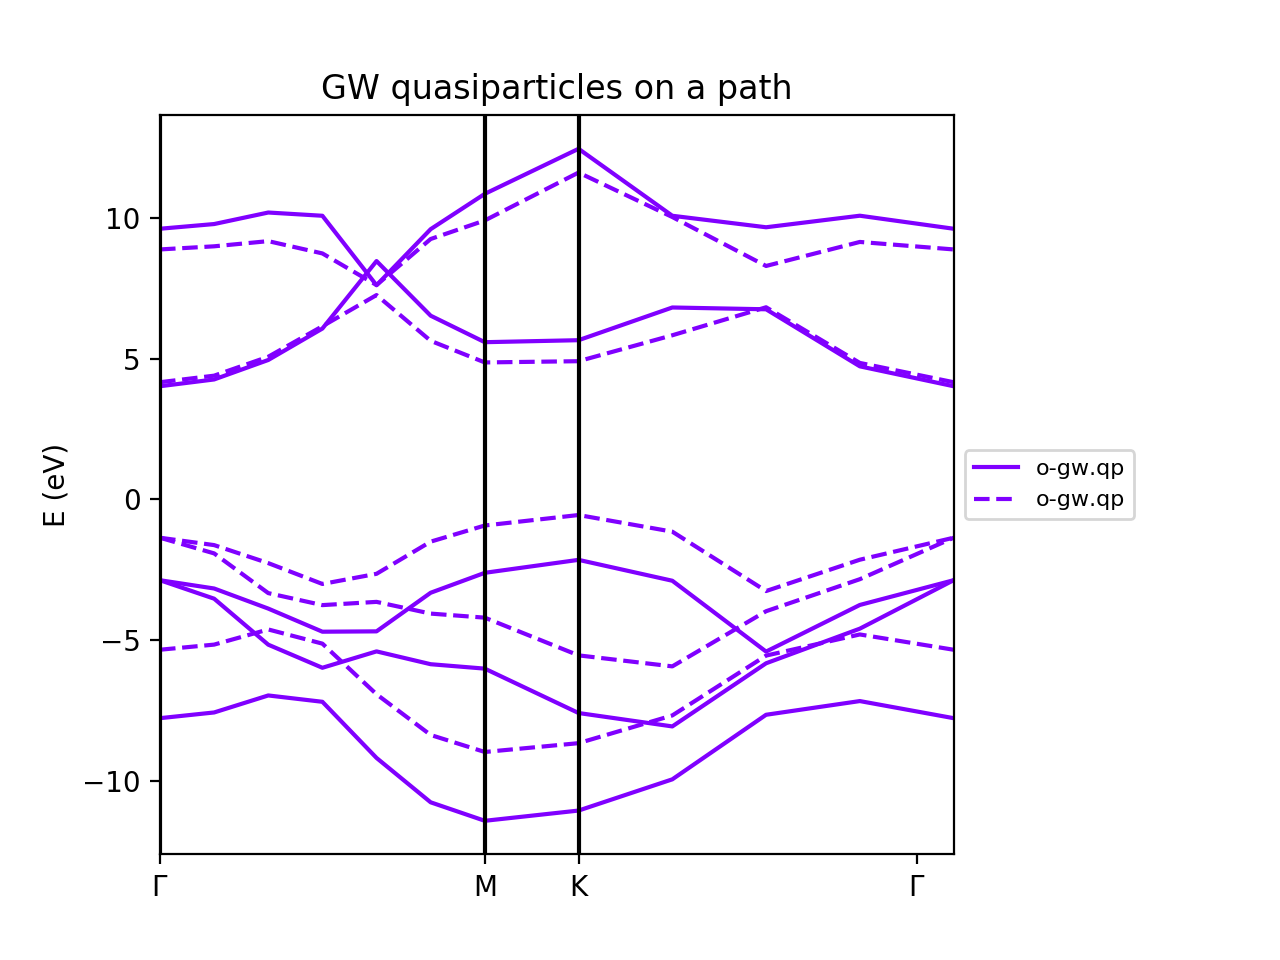 GW quasiparticles on a path
E (eV)
10
5
0
−5
−10
Γ M K Γ
o-gw.qp
o-gw.qp